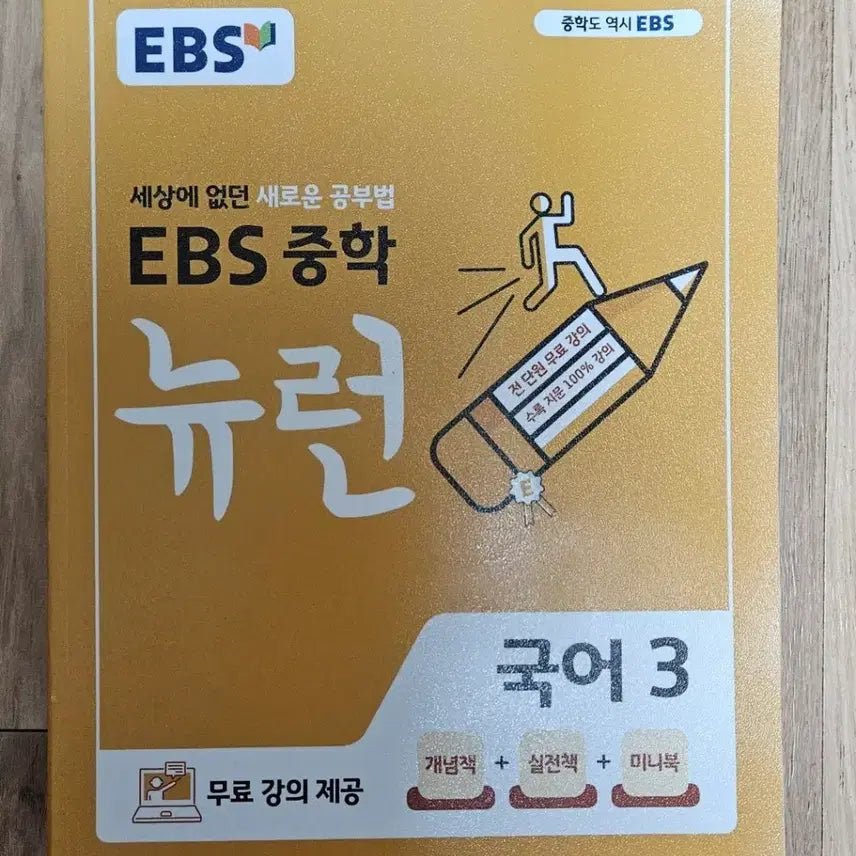 EBS
중학도 역시 EBS
세상에 없던 새로운 공부법
EBS 중학
뉴런
전 단원 무료 강의
수록 지문 100% 강의
E
국어 3
개념책 + 실전책 + 미니북
무료 강의 제공